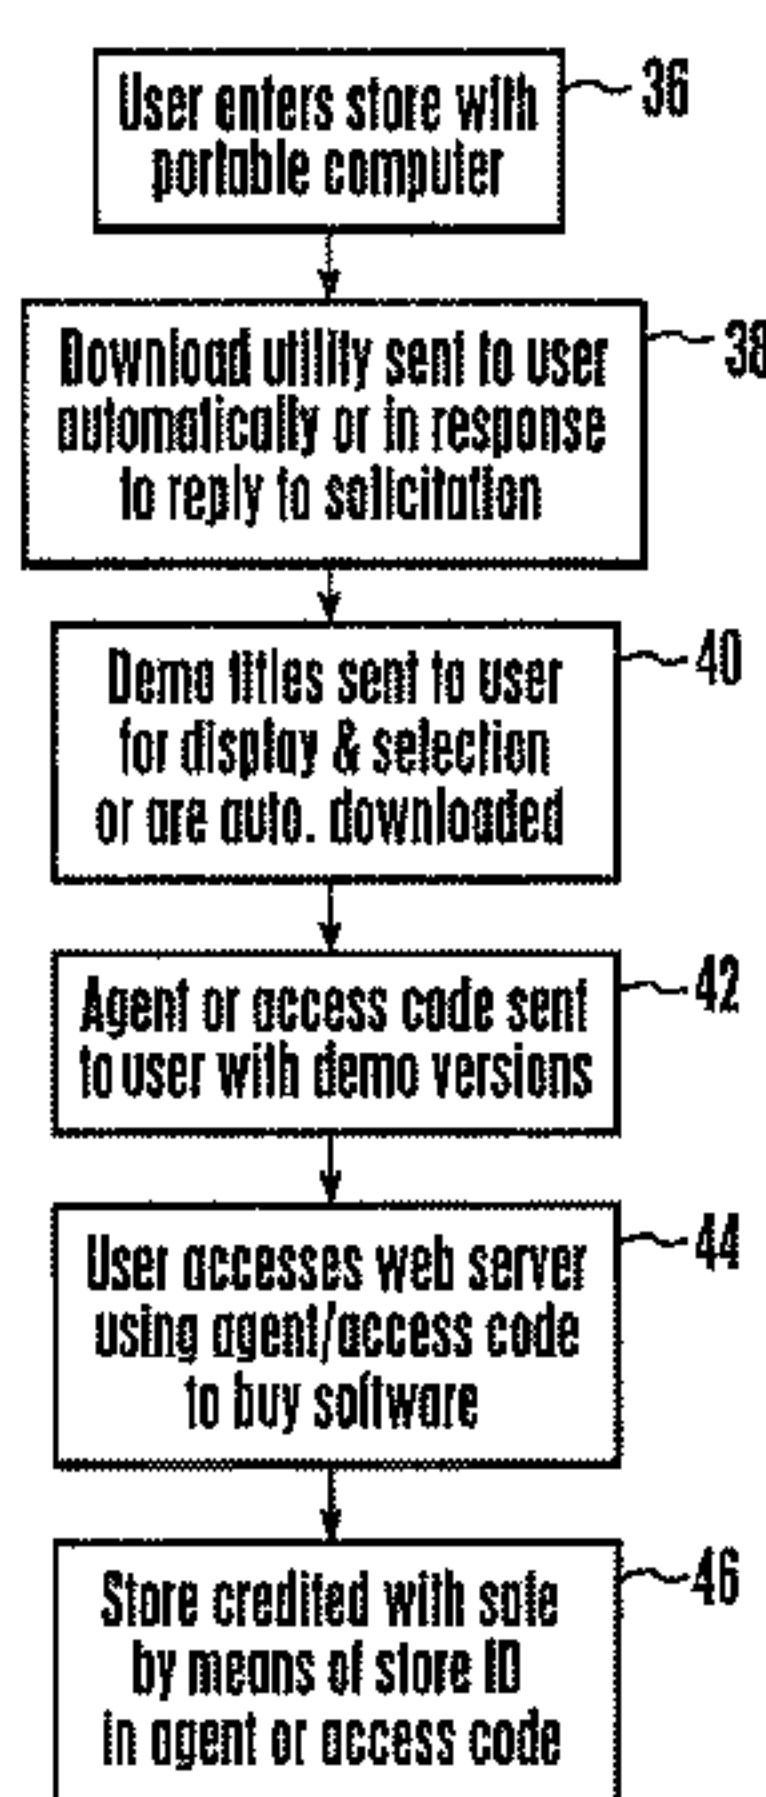 User enters store with
portable computer
36
Download utility sent to user
automatically or in response
to reply to solicitation
38
Demo titles sent to user
for display & selection
or are auto. downloaded
40
Agent or access code sent
to user with demo versions
42
User accesses web server
using agent/access code
to buy software
44
Store credited with sale
by means of store ID
in agent or access code
46